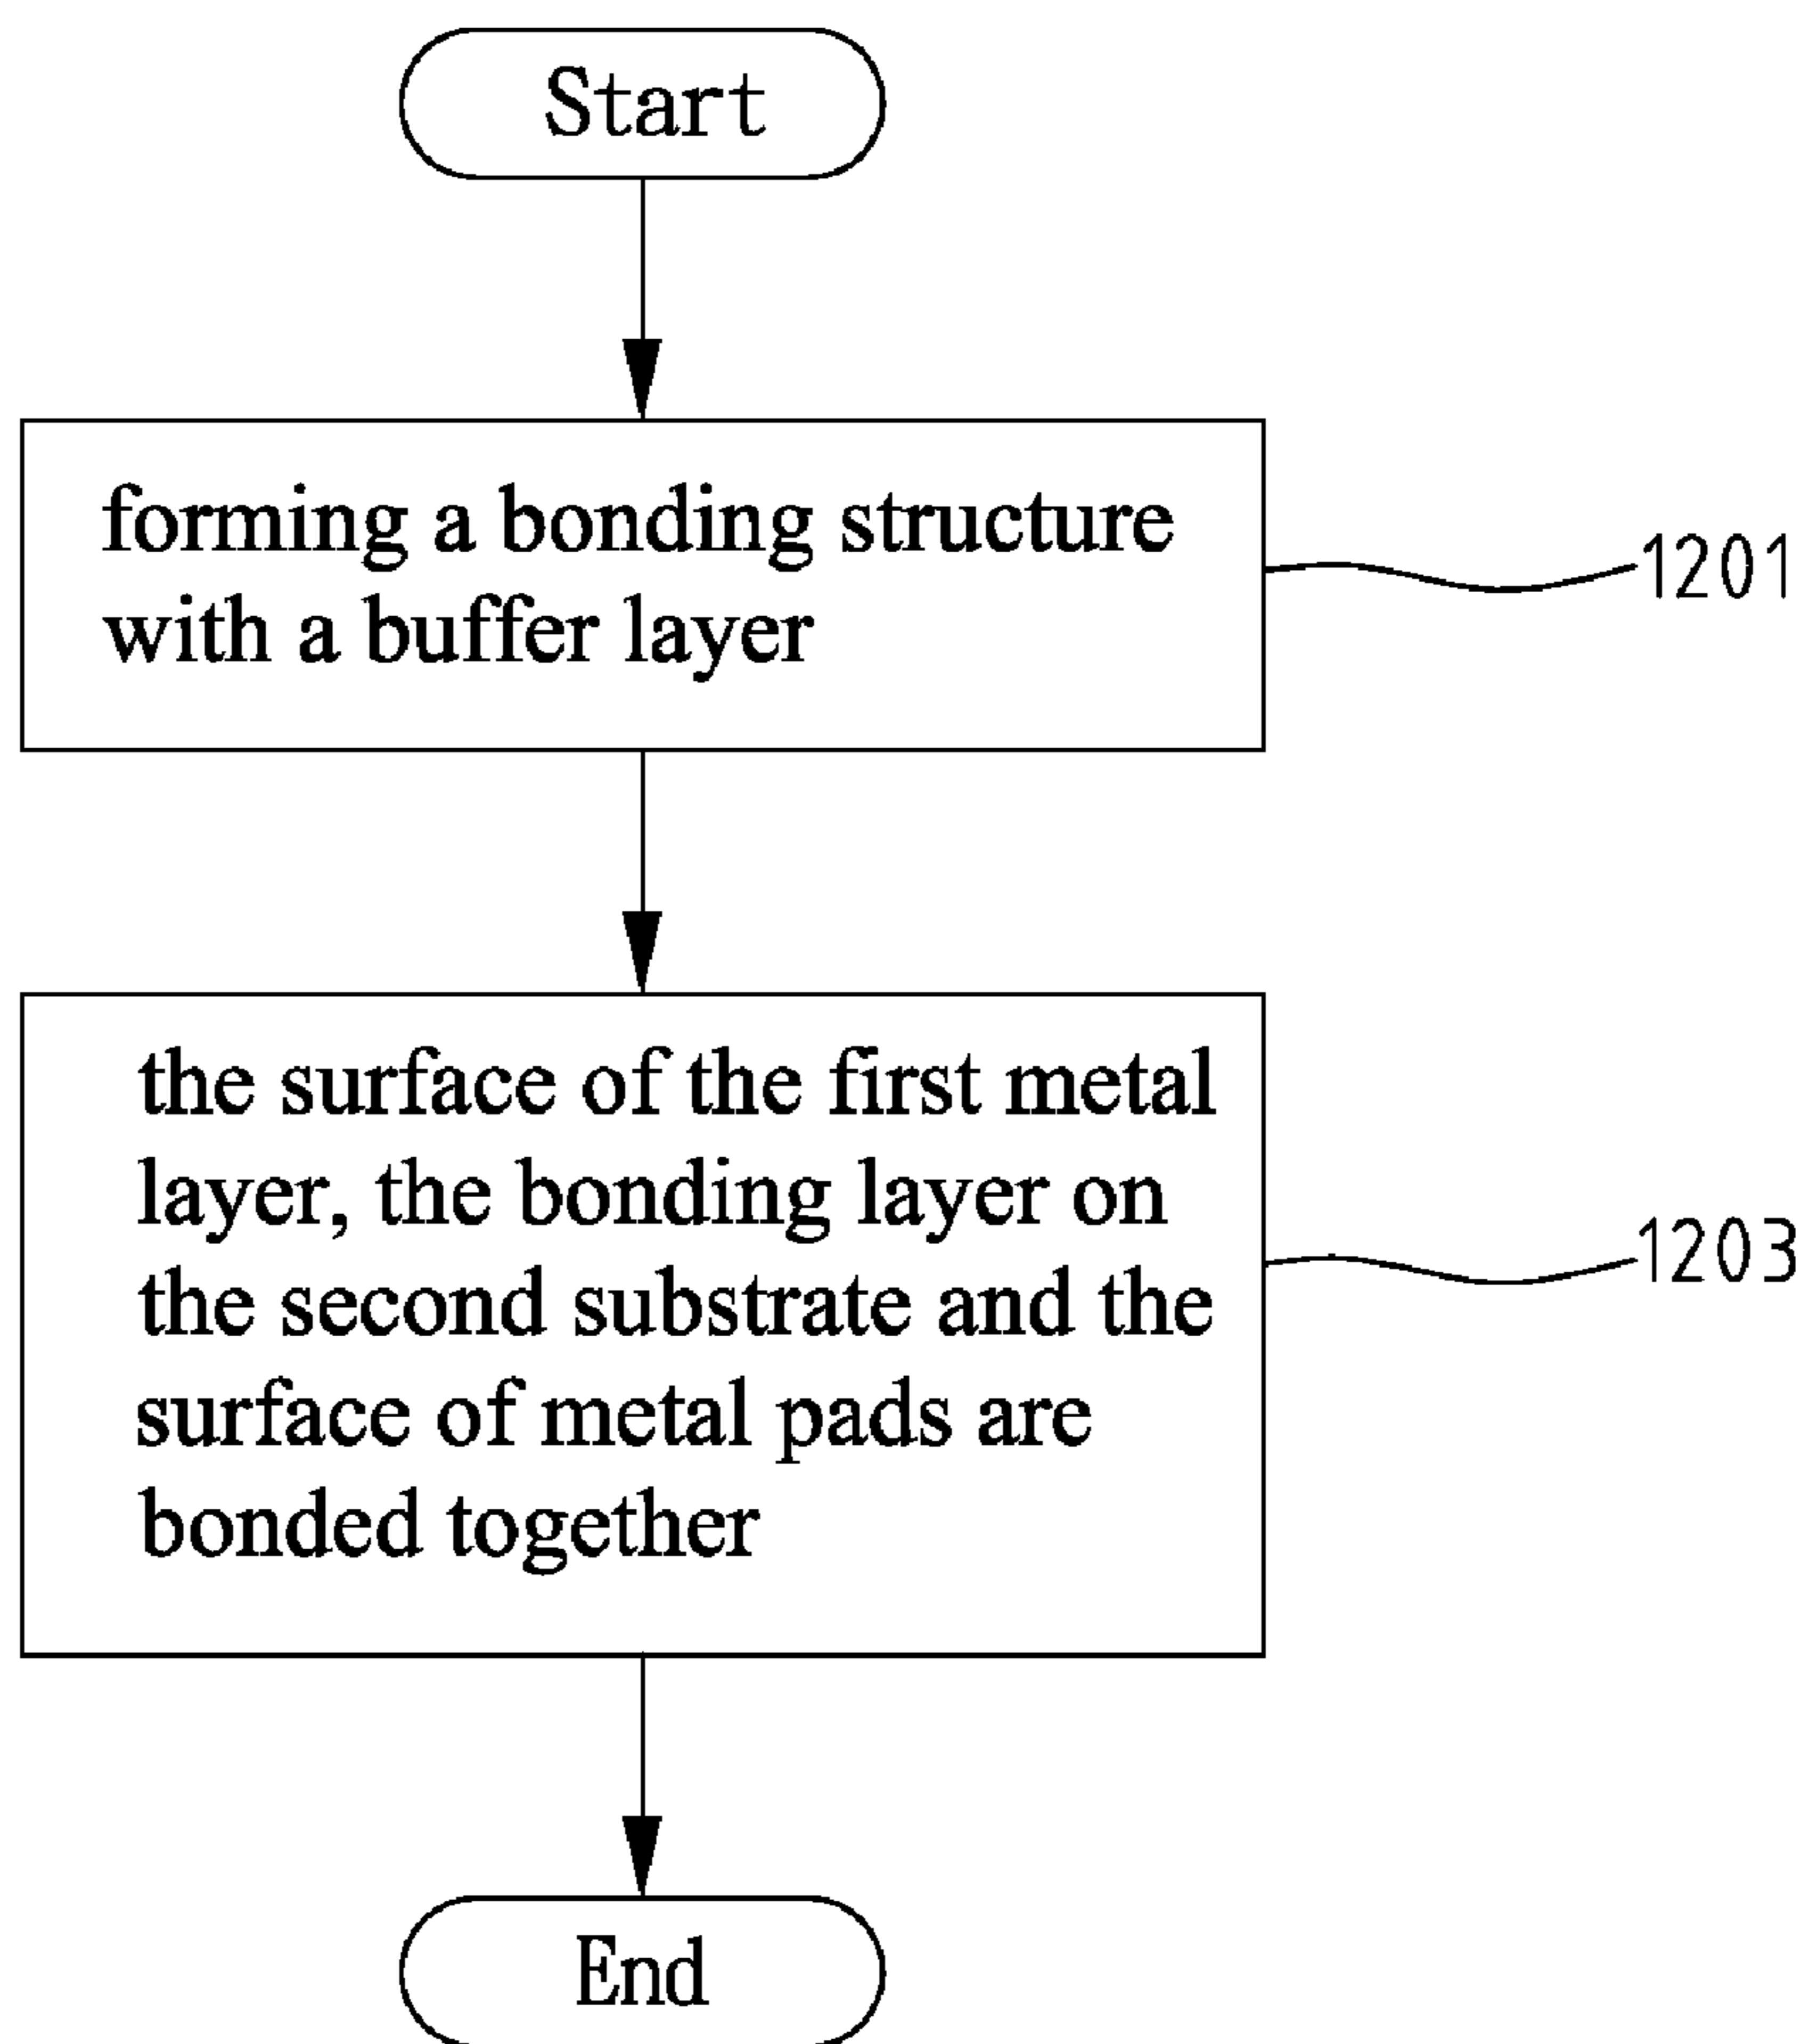 Start
forming a bonding structure
with a buffer layer
1201
the surface of the first metal
layer, the bonding layer on
the second substrate and the
surface of metal pads are
bonded together
1203
End